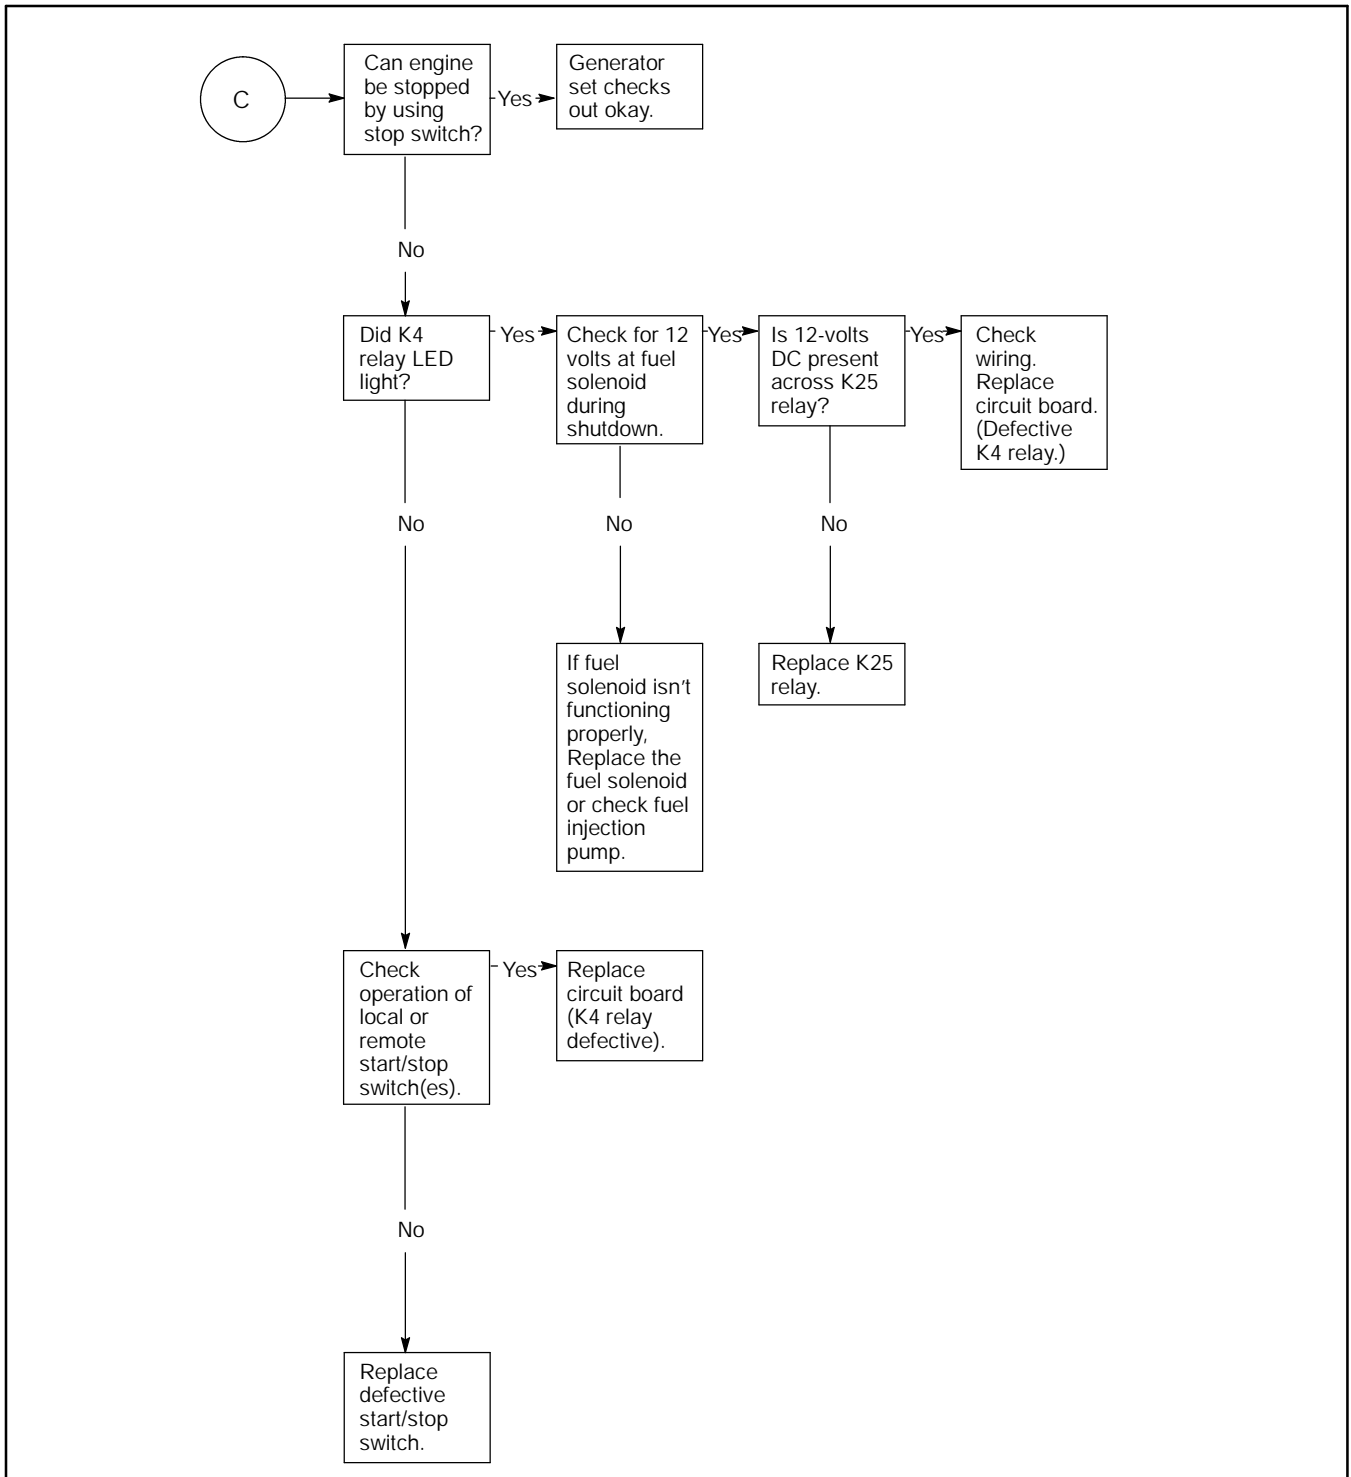 C
Can engine
be stopped
by using
stop switch?
Yes
Generator
set checks
out okay.
No
Did K4
relay LED
light?
Yes
Check for 12
volts at fuel
solenoid
during
shutdown.
Yes
Is 12-volts
DC present
across K25
relay?
Yes
Check
wiring.
Replace
circuit board.
(Defective
K4 relay.)
No
No
No
If fuel
solenoid isn't
functioning
properly,
Replace the
fuel solenoid
or check fuel
injection
pump.
Replace K25
relay.
Check
operation of
local or
remote
start/stop
switch(es).
Yes
Replace
circuit board
(K4 relay
defective).
No
Replace
defective
start/stop
switch.